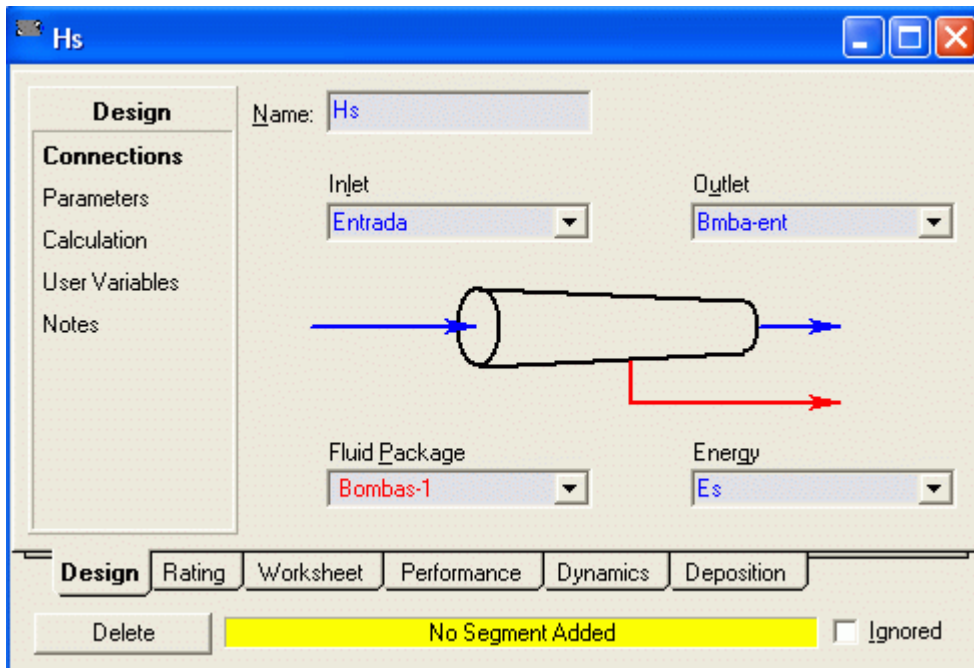 Hs
Design
Connections
Parameters
Calculation
User Variables
Notes
Name: Hs
Inlet
Entrada
Outlet
Bmba-ent
Fluid Package
Bombas-1
Energy
Es
Design Rating Worksheet Performance Dynamics Deposition
Delete No Segment Added Ignored